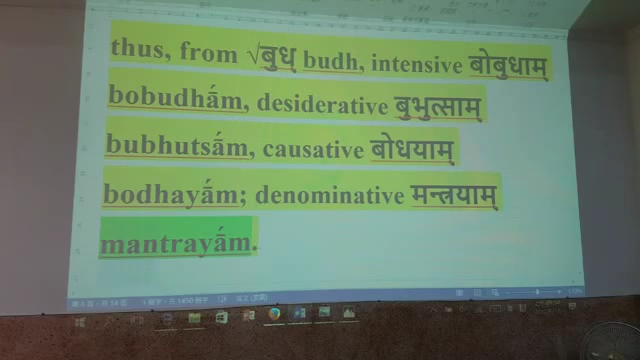 thus, from √बुध् budh, intensive बोबुधाम्
bobudhā́m, desiderative बुभुत्साम्
bubhutsā́m, causative बोधयाम्
bodhayā́m; denominative मन्त्रयाम्
mantrayā́m.